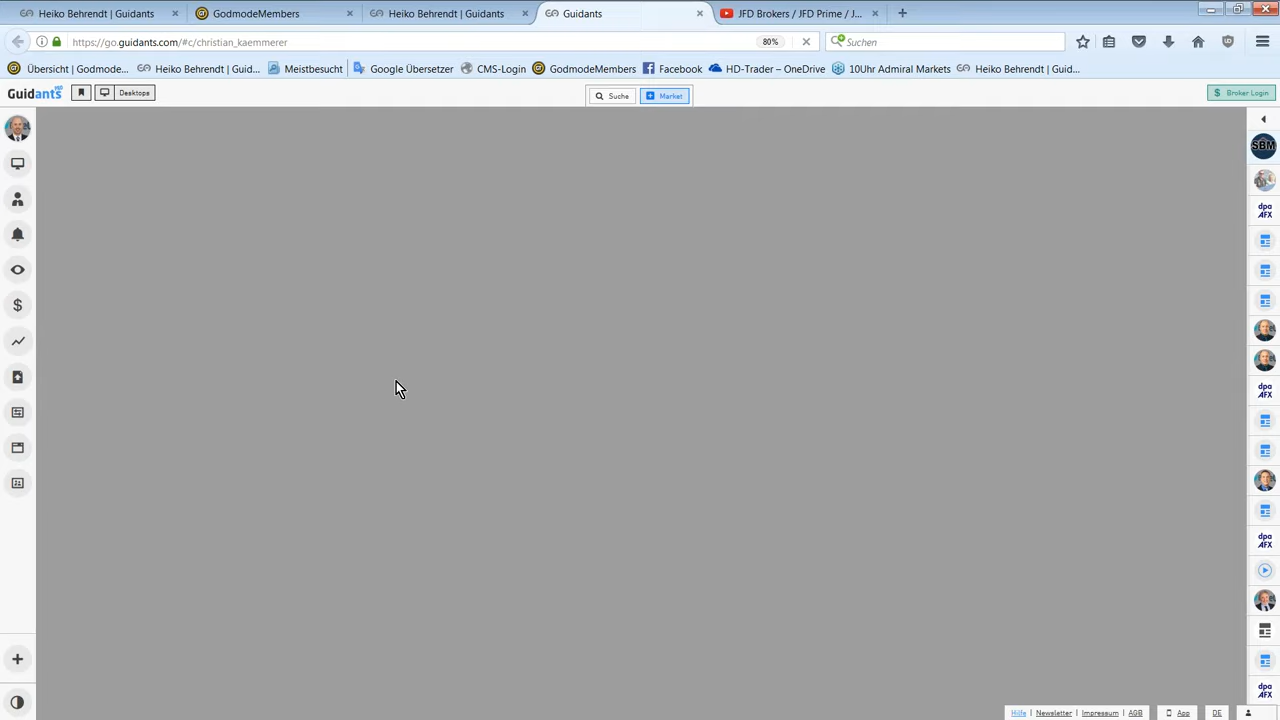 Heiko Behrendt | Guidants
GodmodeMembers
Heiko Behrendt | Guidants
Guidants
JFD Brokers / JFD Prime / J...
https://go.guidants.com/#c/christian_kaemmerer
80%
Suchen
Übersicht | Godmode...
Heiko Behrendt | Guid...
Meistbesucht
Google Übersetzer
CMS-Login
GodmodeMembers
Facebook
HD-Trader – OneDrive
10Uhr Admiral Markets
Heiko Behrendt | Guid...
Guidants
Desktops
Suche
Market
Broker Login
SBM
dpa
AFX
dpa
AFX
dpa
AFX
dpa
AFX
Hilfe
Newsletter
Impressum
AGB
App
DE